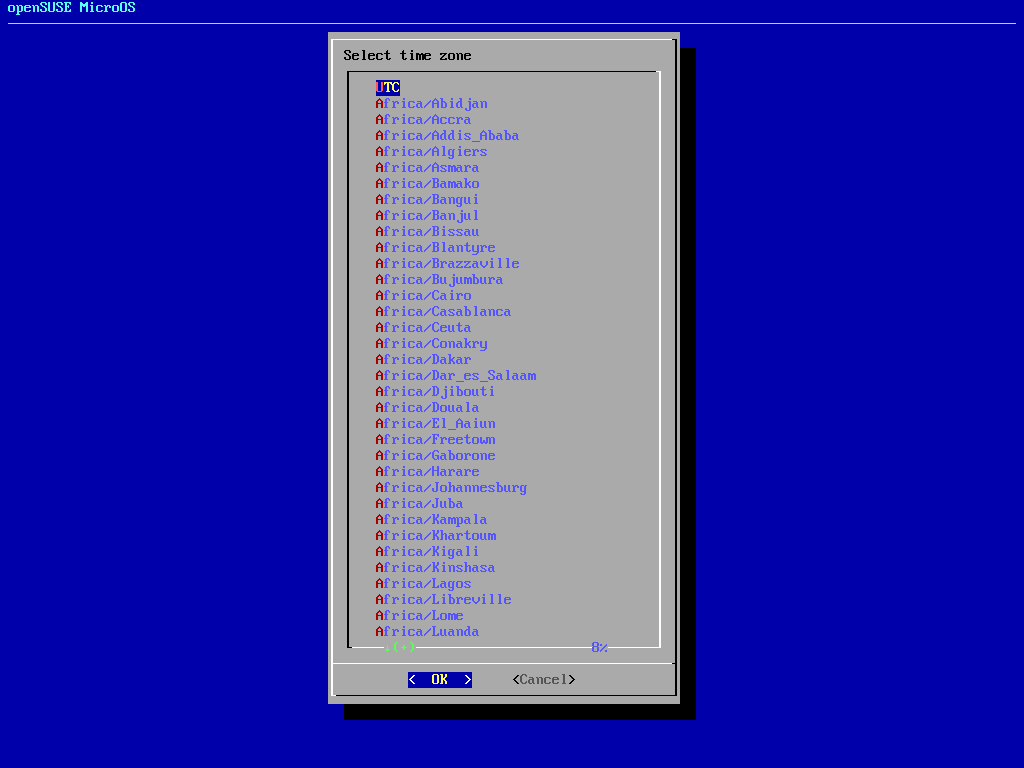 openSUSE MicroOS
Select time zone
UTC
Africa/Abidjan
Africa/Accra
Africa/Addis_Ababa
Africa/Algiers
Africa/Asmara
Africa/Bamako
Africa/Bangui
Africa/Banjul
Africa/Bissau
Africa/Blantyre
Africa/Brazzaville
Africa/Bujumbura
Africa/Cairo
Africa/Casablanca
Africa/Ceuta
Africa/Conakry
Africa/Dakar
Africa/Dar_es_Salaam
Africa/Djibouti
Africa/Douala
Africa/El_Aaiun
Africa/Freetown
Africa/Gaborone
Africa/Harare
Africa/Johannesburg
Africa/Juba
Africa/Kampala
Africa/Khartoum
Africa/Kigali
Africa/Kinshasa
Africa/Lagos
Africa/Libreville
Africa/Lome
Africa/Luanda
↓(+) 8%
< OK > <Cancel>